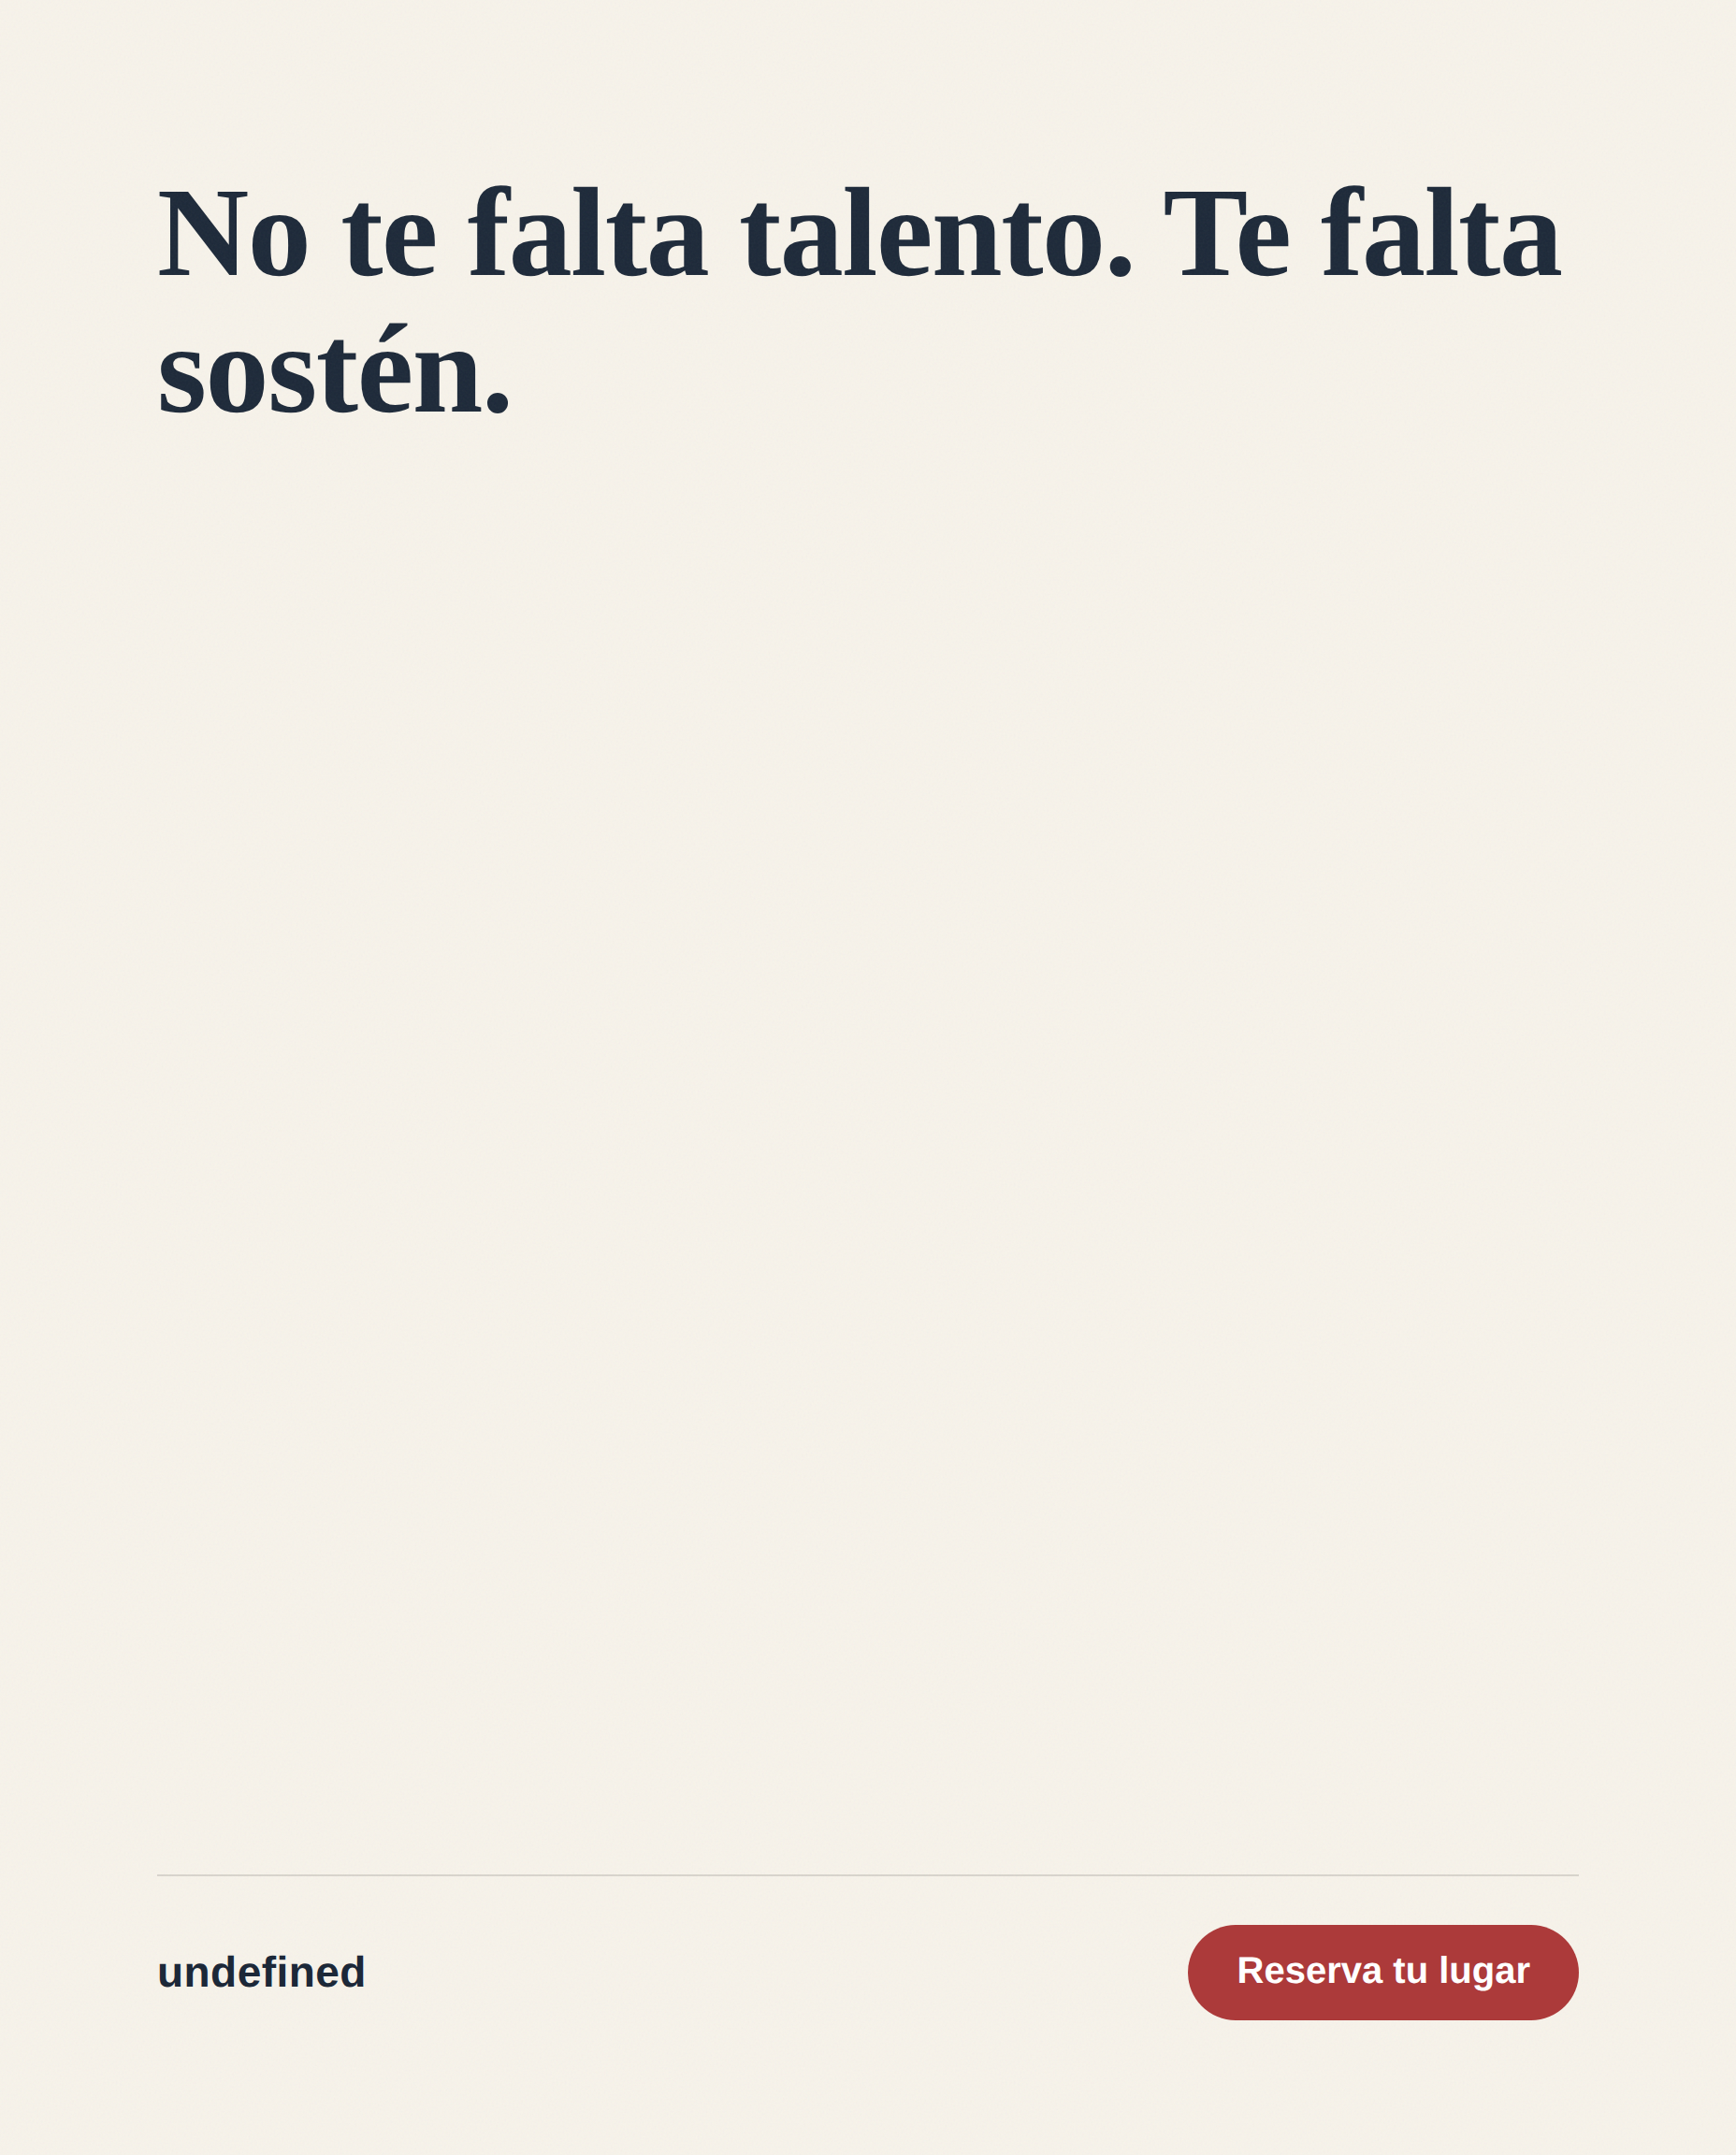 No te falta talento. Te falta
sostén.
undefined
Reserva tu lugar